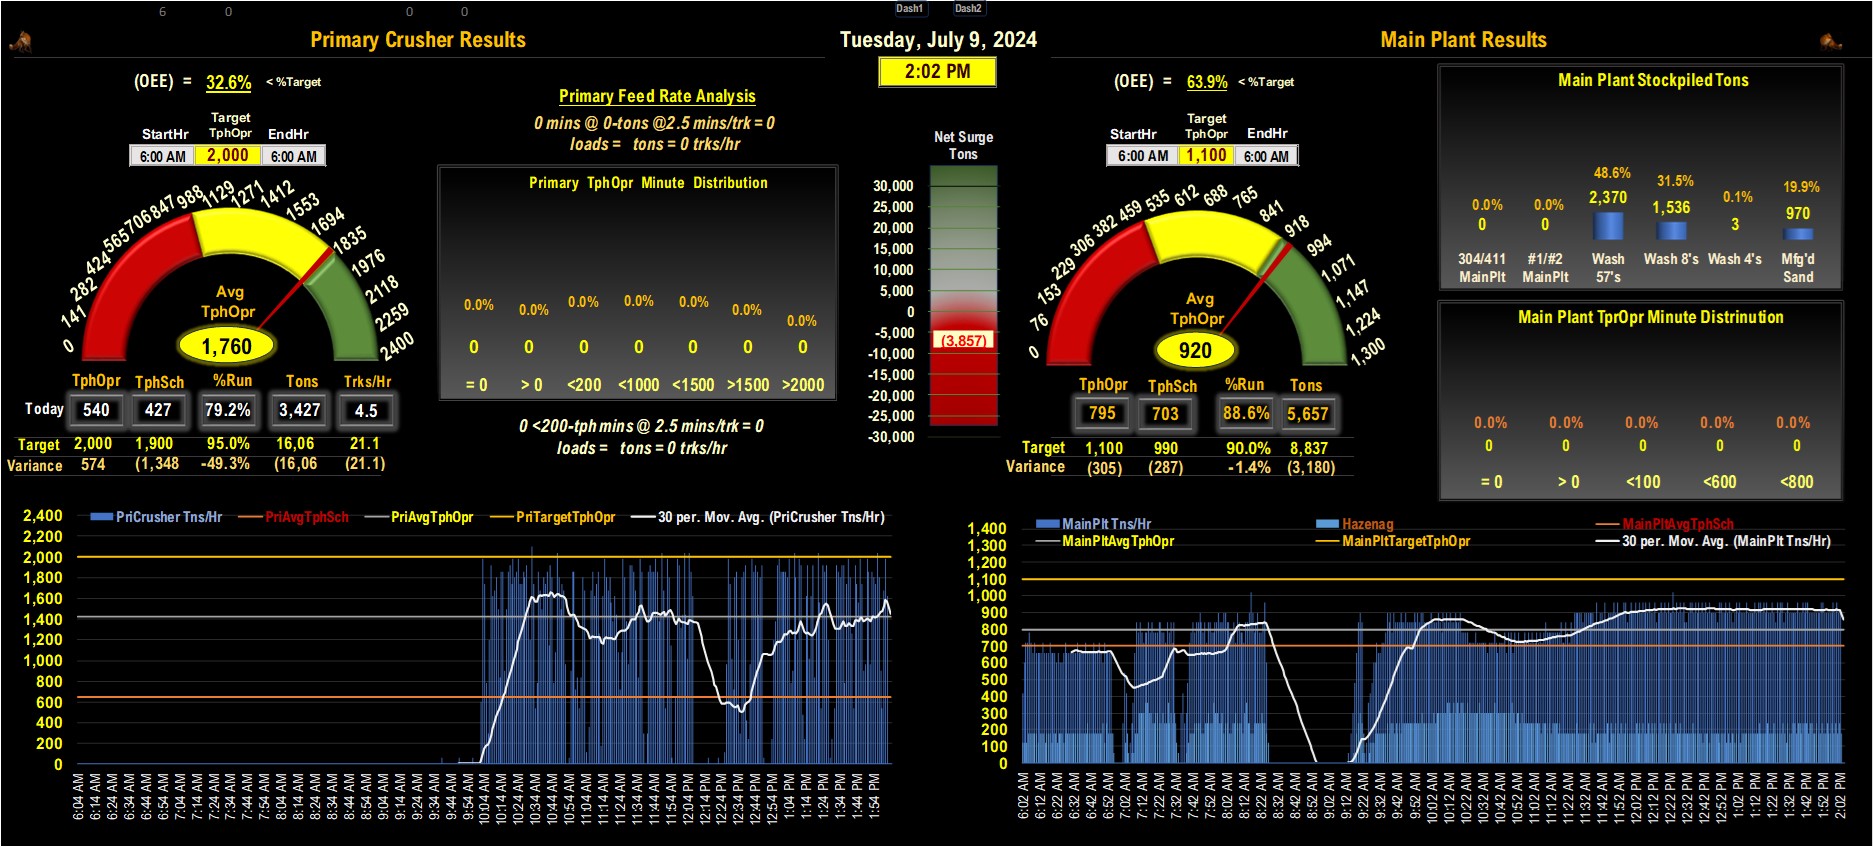 6 0 0 0 Dash1 Dash2
Primary Crusher Results
Tuesday, July 9, 2024
2:02 PM
Main Plant Results
(OEE) = 32.6% < %Target
Target
StartHr TphOpr EndHr
6:00 AM 2,000 6:00 AM
0 141 282 424 565 706 847 988 1129 1271 1412 1553 1694 1835 1976 2118 2259 2400
Avg
TphOpr
1,760
TphOpr TphSch %Run Tons Trks/Hr
Today 540 427 79.2% 3,427 4.5
Target 2,000 1,900 95.0% 16,06 21.1
Variance 574 (1,348 -49.3% (16,06 (21.1)
Primary Feed Rate Analysis
0 mins @ 0-tons @2.5 mins/trk = 0
loads = tons = 0 trks/hr
Primary TphOpr Minute Distribution
0.0% 0.0% 0.0% 0.0% 0.0% 0.0% 0.0%
0 0 0 0 0 0 0
= 0 > 0 <200 <1000 <1500 >1500 >2000
0 <200-tph mins @ 2.5 mins/trk = 0
loads = tons = 0 trks/hr
Net Surge
Tons
30,000
25,000
20,000
15,000
10,000
5,000
0
-5,000
(3,857)
-10,000
-15,000
-20,000
-25,000
-30,000
(OEE) = 63.9% < %Target
Target
StartHr TphOpr EndHr
6:00 AM 1,100 6:00 AM
0 76 153 229 306 382 459 535 612 688 765 841 918 994 1,071 1,147 1,224 1,300
Avg
TphOpr
920
TphOpr TphSch %Run Tons
795 703 88.6% 5,657
Target 1,100 990 90.0% 8,837
Variance (305) (287) -1.4% (3,180)
Main Plant Stockpiled Tons
0.0% 0.0% 48.6% 31.5% 0.1% 19.9%
0 0 2,370 1,536 3 970
304/411 #1/#2 Wash Wash 8's Wash 4's Mfg'd
MainPlt MainPlt 57's Sand
Main Plant TprOpr Minute Distrinution
0.0% 0.0% 0.0% 0.0% 0.0%
0 0 0 0 0
= 0 > 0 <100 <600 <800
PriCrusher Tns/Hr PriAvgTphSch PriAvgTphOpr PriTargetTphOpr 30 per. Mov. Avg. (PriCrusher Tns/Hr)
2,400
2,200
2,000
1,800
1,600
1,400
1,200
1,000
800
600
400
200
0
6:04 AM 6:14 AM 6:24 AM 6:34 AM 6:44 AM 6:54 AM 7:04 AM 7:14 AM 7:24 AM 7:34 AM 7:44 AM 7:54 AM 8:04 AM 8:14 AM 8:24 AM 8:34 AM 8:44 AM 8:54 AM 9:04 AM 9:14 AM 9:24 AM 9:34 AM 9:44 AM 9:54 AM 10:04 AM 10:14 AM 10:24 AM 10:34 AM 10:44 AM 10:54 AM 11:04 AM 11:14 AM 11:24 AM 11:34 AM 11:44 AM 11:54 AM 12:04 PM 12:14 PM 12:24 PM 12:34 PM 12:44 PM 12:54 PM 1:04 PM 1:14 PM 1:24 PM 1:34 PM 1:44 PM 1:54 PM
MainPlt Tns/Hr Hazenag MainPltAvgTphSch
MainPltAvgTphOpr MainPltTargetTphOpr 30 per. Mov. Avg. (MainPlt Tns/Hr)
1,400
1,300
1,200
1,100
1,000
900
800
700
600
500
400
300
200
100
0
6:02 AM 6:12 AM 6:22 AM 6:32 AM 6:42 AM 6:52 AM 7:02 AM 7:12 AM 7:22 AM 7:32 AM 7:42 AM 7:52 AM 8:02 AM 8:12 AM 8:22 AM 8:32 AM 8:42 AM 8:52 AM 9:02 AM 9:12 AM 9:22 AM 9:32 AM 9:42 AM 9:52 AM 10:02 AM 10:12 AM 10:22 AM 10:32 AM 10:42 AM 10:52 AM 11:02 AM 11:12 AM 11:22 AM 11:32 AM 11:42 AM 11:52 AM 12:02 PM 12:12 PM 12:22 PM 12:32 PM 12:42 PM 12:52 PM 1:02 PM 1:12 PM 1:22 PM 1:32 PM 1:42 PM 1:52 PM 2:02 PM